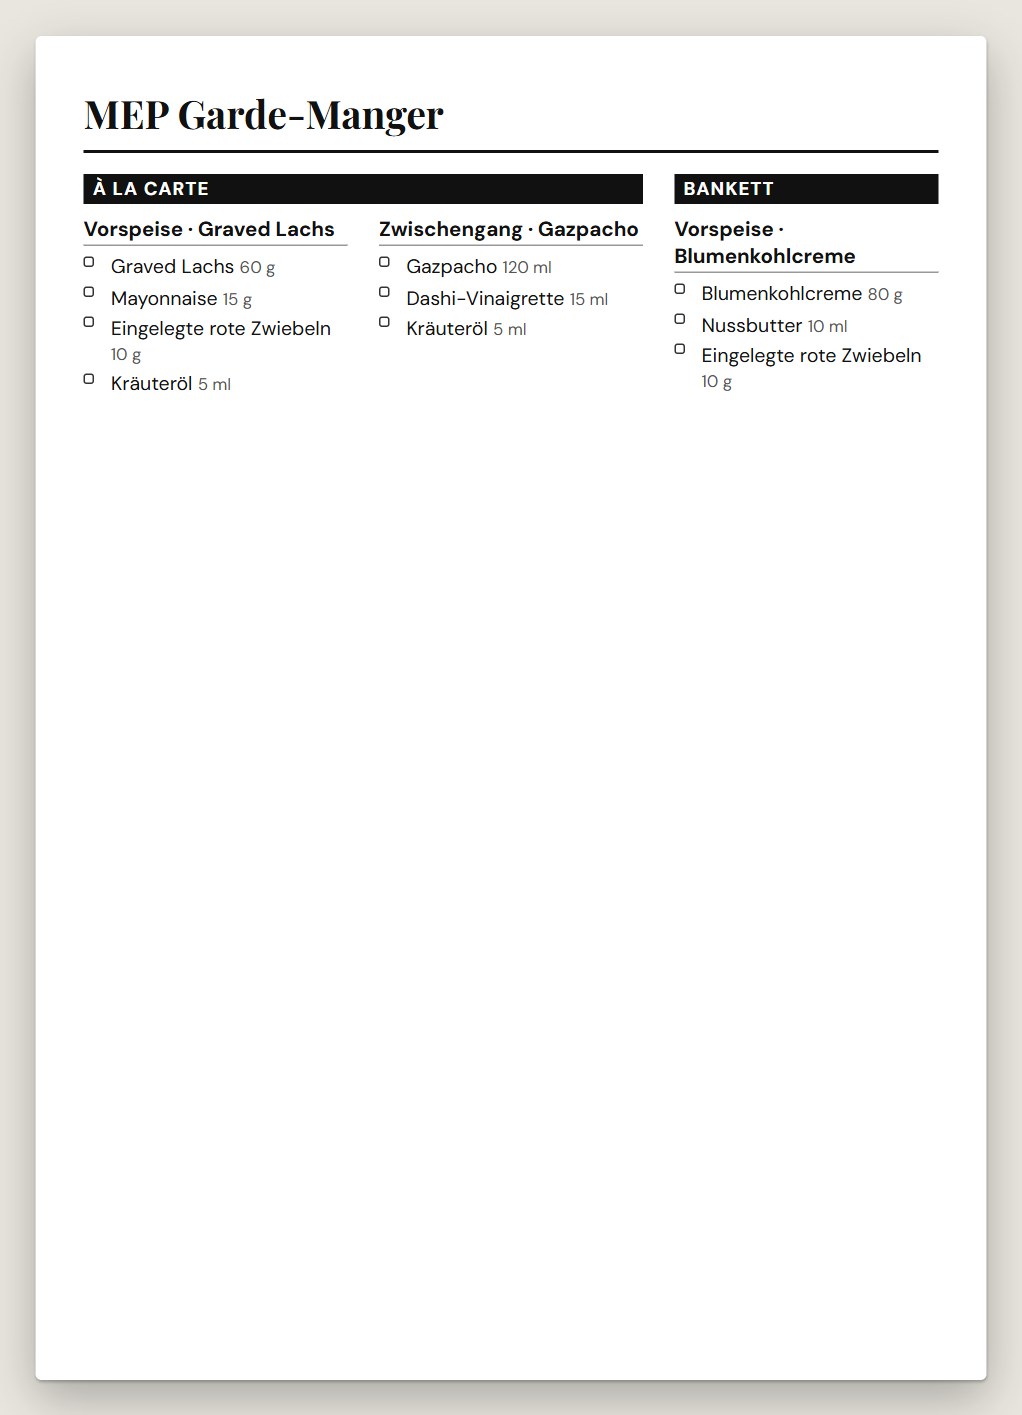 MEP Garde-Manger
À LA CARTE
Vorspeise · Graved Lachs
Graved Lachs 60 g
Mayonnaise 15 g
Eingelegte rote Zwiebeln
10 g
Kräuteröl 5 ml
Zwischengang · Gazpacho
Gazpacho 120 ml
Dashi-Vinaigrette 15 ml
Kräuteröl 5 ml
BANKETT
Vorspeise ·
Blumenkohlcreme
Blumenkohlcreme 80 g
Nussbutter 10 ml
Eingelegte rote Zwiebeln
10 g